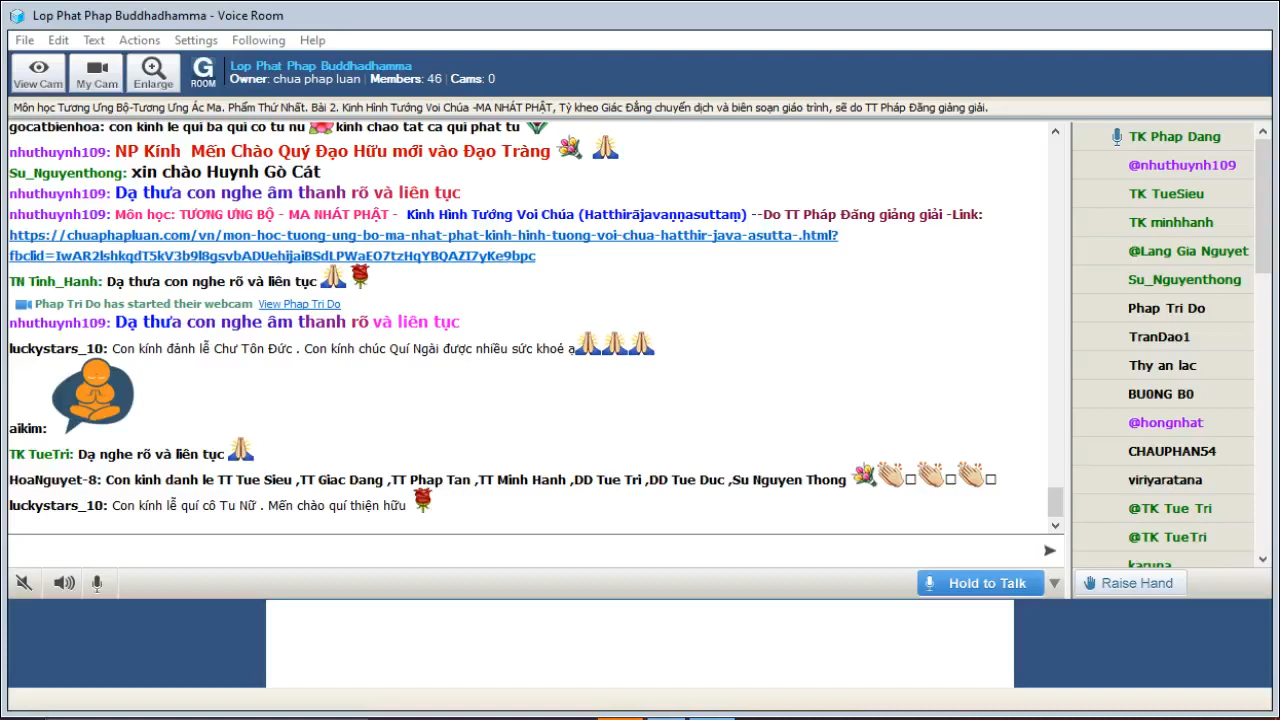 Lop Phat Phap Buddhadhamma - Voice Room
File Edit Text Actions Settings Following Help
View Cam My Cam Enlarge G ROOM
Lop Phat Phap Buddhadhamma
Owner: chua phap luan | Members: 46 | Cams: 0
Môn học Tương Ưng Bộ-Tương Ưng Ác Ma. Phẩm Thứ Nhất. Bài 2. Kinh Hình Tướng Voi Chúa -MA NHÁT PHẬT, Tỳ kheo Giác Đẳng chuyển dịch và biên soạn giáo trình, sẽ do TT Pháp Đăng giảng giải.
gocatbienhoa: con kinh le qui ba qui co tu nu kinh chao tat ca qui phat tu
nhuthuynh109: NP Kính Mến Chào Quý Đạo Hữu mới vào Đạo Tràng
Su_Nguyenthong: xin chào Huynh Gò Cát
nhuthuynh109: Dạ thưa con nghe âm thanh rõ và liên tục
nhuthuynh109: Môn học: TƯƠNG ƯNG BỘ - MA NHÁT PHẬT - Kinh Hình Tướng Voi Chúa (Hatthirājavaṇṇasuttaṃ) --Do TT Pháp Đăng giảng giải -Link:
https://chuaphapluan.com/vn/mon-hoc-tuong-ung-bo-ma-nhat-phat-kinh-hinh-tuong-voi-chua-hatthir-java-asutta-.html?
fbclid=IwAR2lshkqdT5kV3b9l8gsvbADUehijaiBSdLPWaEO7tzHqYBQAZI7yKe9bpc
TN Tinh_Hanh: Dạ thưa con nghe rõ và liên tục
Phap Tri Do has started their webcam View Phap Tri Do
nhuthuynh109: Dạ thưa con nghe âm thanh rõ và liên tục
luckystars_10: Con kính đảnh lễ Chư Tôn Đức . Con kính chúc Quí Ngài được nhiều sức khoẻ ạ
aikim:
TK TueTri: Dạ nghe rõ và liên tục
HoaNguyet-8: Con kinh danh le TT Tue Sieu ,TT Giac Dang ,TT Phap Tan ,TT Minh Hanh ,DD Tue Tri ,DD Tue Duc ,Su Nguyen Thong
luckystars_10: Con kính lễ quí cô Tu Nữ . Mến chào quí thiện hữu
TK Phap Dang
@nhuthuynh109
TK TueSieu
TK minhhanh
@Lang Gia Nguyet
Su_Nguyenthong
Phap Tri Do
TranDao1
Thy an lac
BU0NG B0
@hongnhat
CHAUPHAN54
viriyaratana
@TK Tue Tri
@TK TueTri
karuna
Hold to Talk
Raise Hand